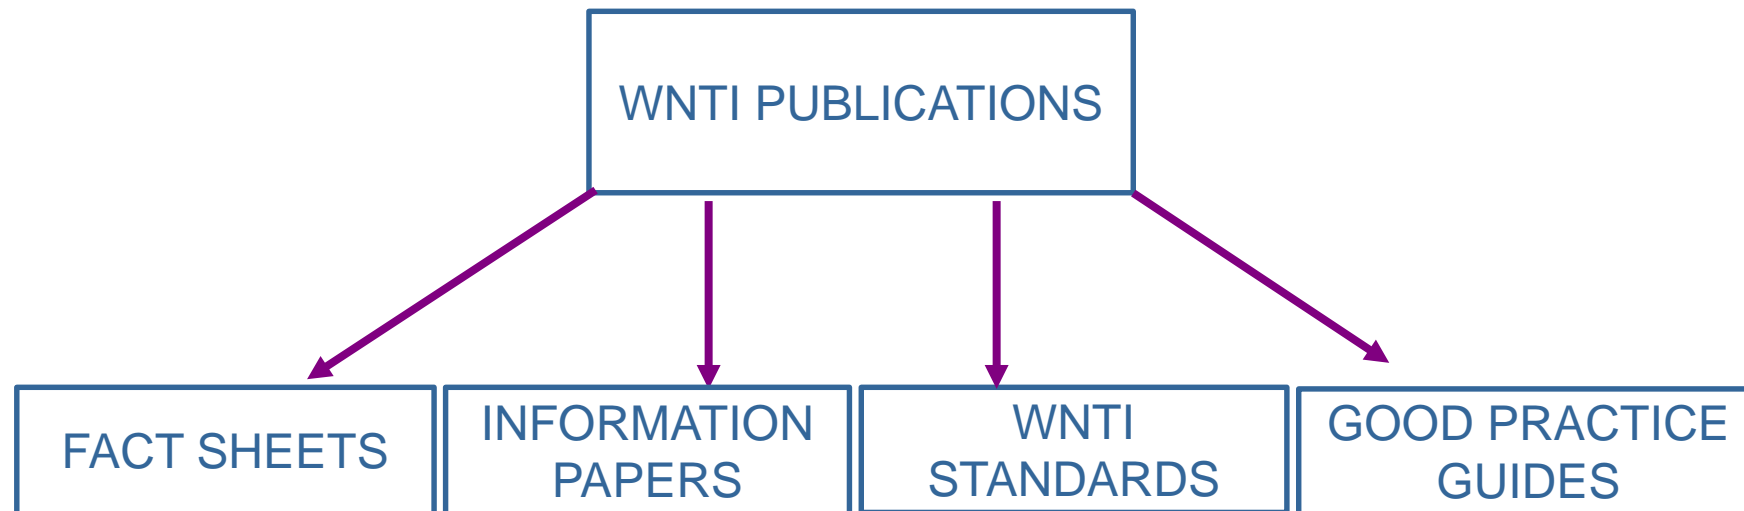 WNTI PUBLICATIONS
FACT SHEETS
INFORMATION
PAPERS
WNTI
STANDARDS
GOOD PRACTICE
GUIDES